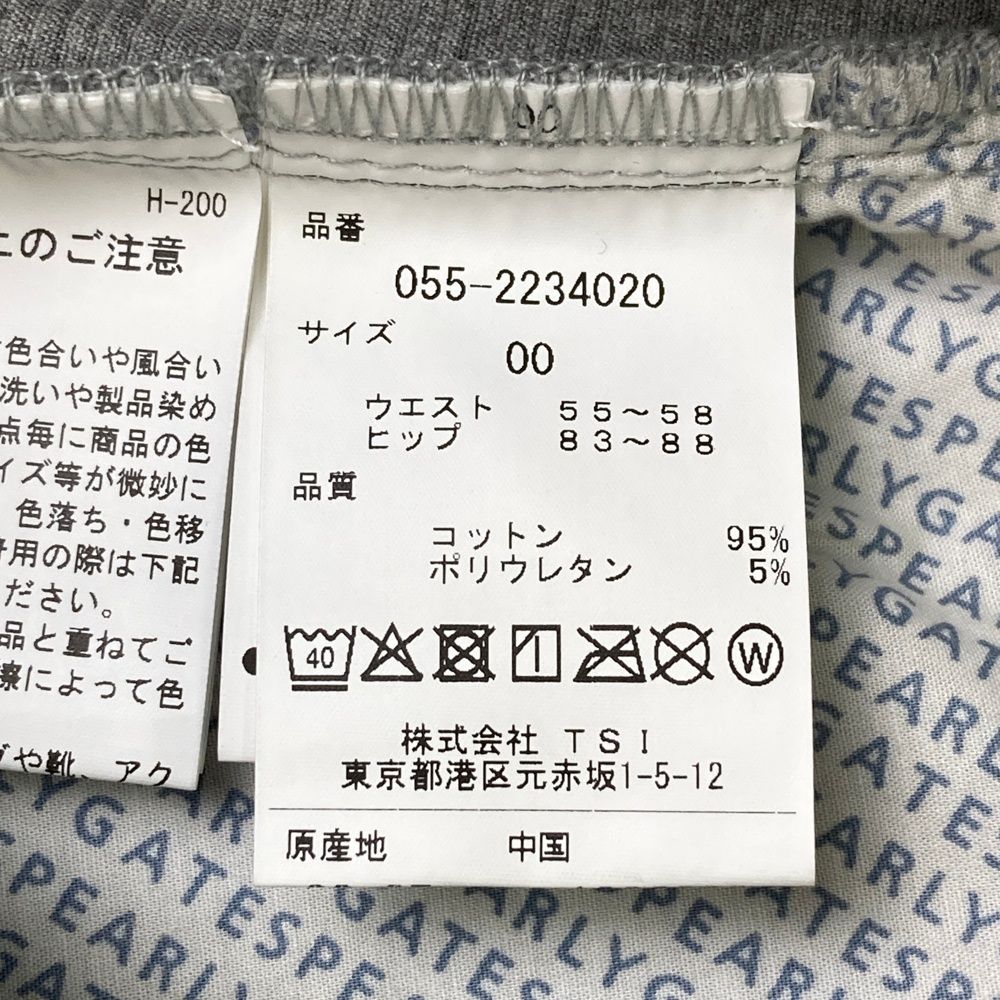 H-200
のご注意
色合いや風合い
洗いや製品染め
点毎に商品の色
イズ等が微妙に
色落ち・色移
用の際は下記
ださい。
品と重ねてご
際によって色
や靴、アク
00
品番
055-2234020
サイズ
00
ウエスト 55～58
ヒップ 83～88
品質
コットン 95%
ポリウレタン 5%
40
W
株式会社 TSI
東京都港区元赤坂1-5-12
原産地 中国
PEARLYGATES